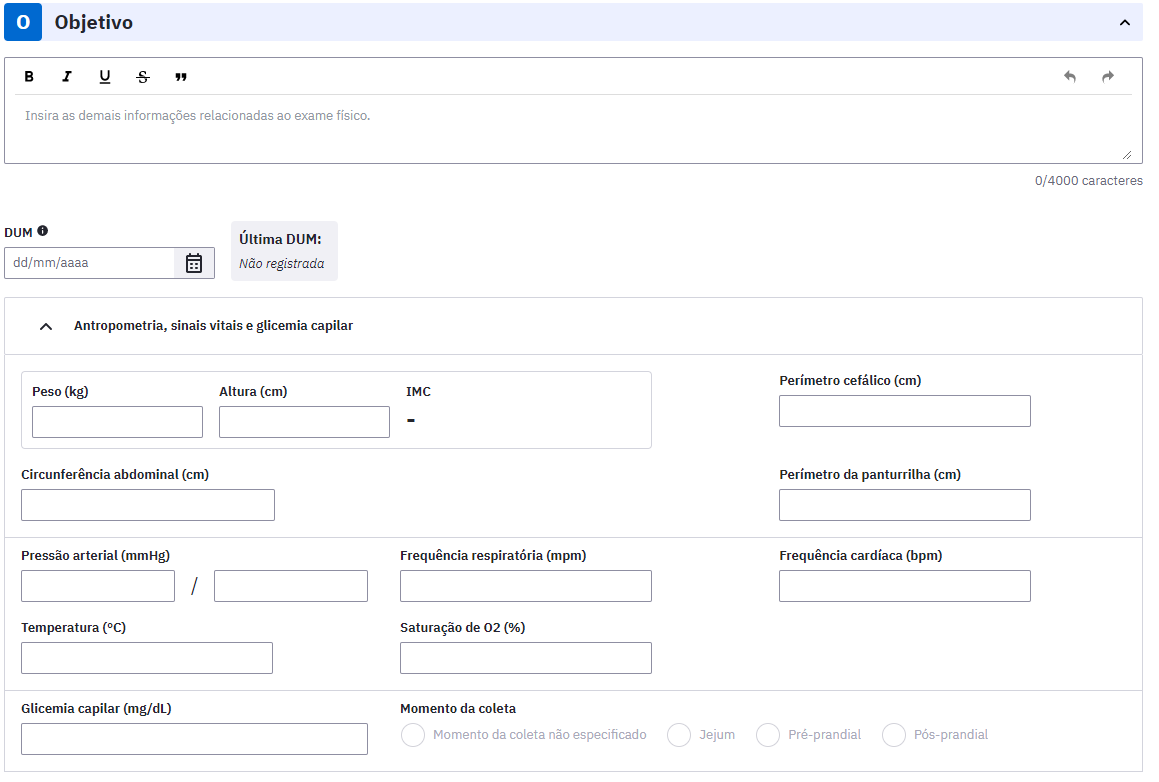 O Objetivo
B I U S
Insira as demais informações relacionadas ao exame físico.
0/4000 caracteres
DUM
dd/mm/aaaa
Última DUM:
Não registrada
Antropometria, sinais vitais e glicemia capilar
Peso (kg) Altura (cm) IMC
-
Perímetro cefálico (cm)
Circunferência abdominal (cm) Perímetro da panturrilha (cm)
Pressão arterial (mmHg) Frequência respiratória (mpm) Frequência cardíaca (bpm)
/
Temperatura (ºC) Saturação de O2 (%)
Glicemia capilar (mg/dL) Momento da coleta
Momento da coleta não especificado Jejum Pré-prandial Pós-prandial